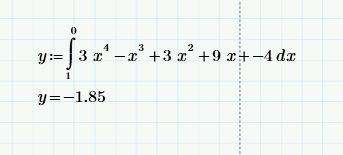 y:=∫₁⁰ 3 x⁴ −x³ +3 x² +9 x+−4 dx
y=−1.85